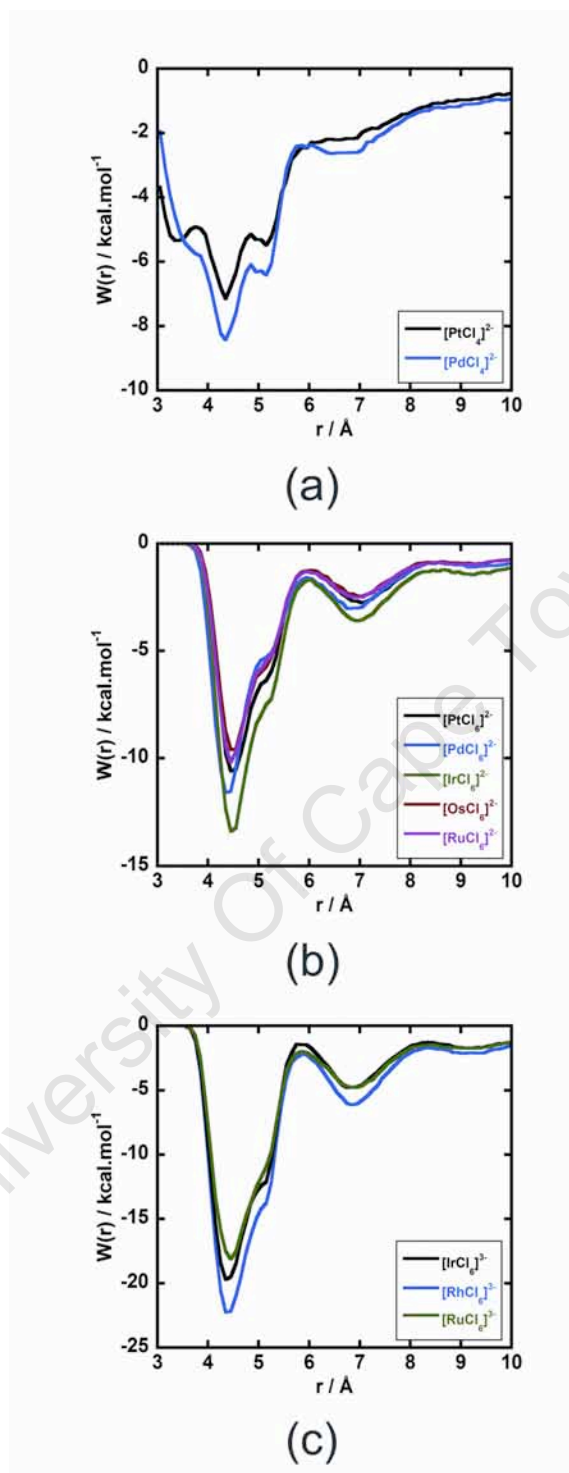 0
-2
-4
-6
-8
-10
W(r) / kcal.mol⁻¹
[PtCl₄]²⁻
[PdCl₄]²⁻
3 4 5 6 7 8 9 10
r / Å
(a)
0
-5
-10
-15
W(r) / kcal.mol⁻¹
[PtCl₆]²⁻
[PdCl₆]²⁻
[IrCl₆]²⁻
[OsCl₆]²⁻
[RuCl₆]²⁻
3 4 5 6 7 8 9 10
r / Å
(b)
0
-5
-10
-15
-20
-25
W(r) / kcal.mol⁻¹
[IrCl₆]³⁻
[RhCl₆]³⁻
[RuCl₆]³⁻
3 4 5 6 7 8 9 10
r / Å
(c)
Of Cape